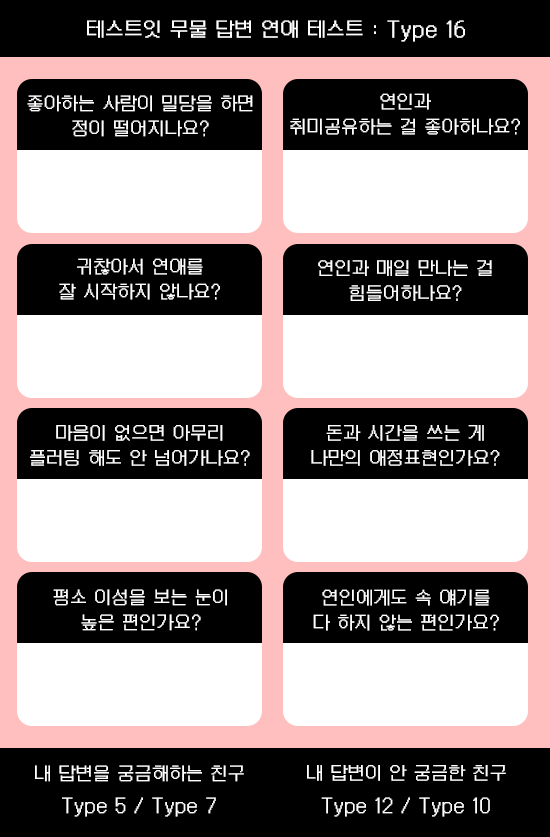 테스트잇 무물 답변 연애 테스트 : Type 16
좋아하는 사람이 밀당을 하면
정이 떨어지나요?
연인과
취미공유하는 걸 좋아하나요?
귀찮아서 연애를
잘 시작하지 않나요?
연인과 매일 만나는 걸
힘들어하나요?
마음이 없으면 아무리
플러팅 해도 안 넘어가나요?
돈과 시간을 쓰는 게
나만의 애정표현인가요?
평소 이성을 보는 눈이
높은 편인가요?
연인에게도 속 얘기를
다 하지 않는 편인가요?
내 답변을 궁금해하는 친구
Type 5 / Type 7
내 답변이 안 궁금한 친구
Type 12 / Type 10